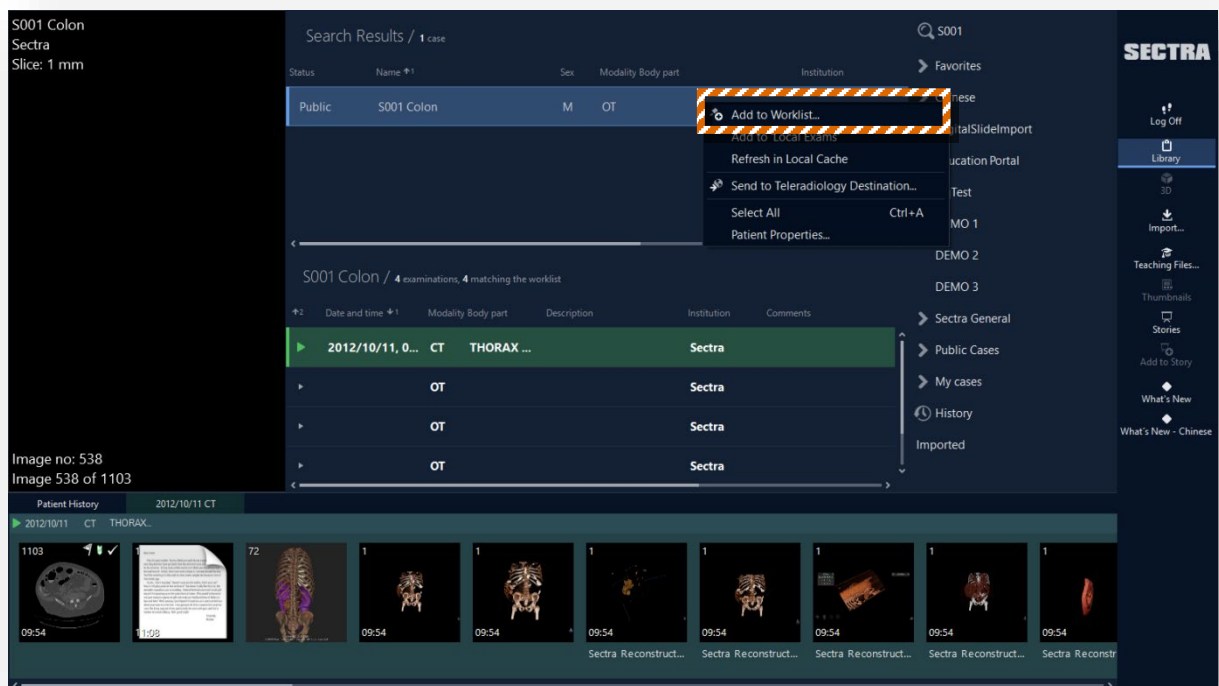 S001 Colon
Sectra
Slice: 1 mm
Image no: 538
Image 538 of 1103
Search Results / 1 case
Status Name 1 Sex Modality Body part Institution
Public S001 Colon M OT
Add to Worklist...
Add to Local Exams
Refresh in Local Cache
Send to Teleradiology Destination...
Select All Ctrl+A
Patient Properties...
S001 Colon / 4 examinations, 4 matching the worklist
2 Date and time 1 Modality Body part Description Institution Comments
2012/10/11, 0... CT THORAX ... Sectra
OT Sectra
OT Sectra
OT Sectra
S001
Favorites
DEMO 2
DEMO 3
Sectra General
Public Cases
My cases
History
Imported
SECTRA
Log Off
Library
3D
Import...
Teaching Files...
Thumbnails
Stories
Add to Story
What's New
What's New - Chinese
Patient History 2012/10/11 CT
2012/10/11 CT THORAX...
1103 1 72 1 1 1 1 1 1 1
09:54 11:08 09:54 09:54 09:54 09:54 09:54 09:54 09:54
Sectra Reconstruct... Sectra Reconstruct... Sectra Reconstruct... Sectra Reconstruct... Sectra Reconstr